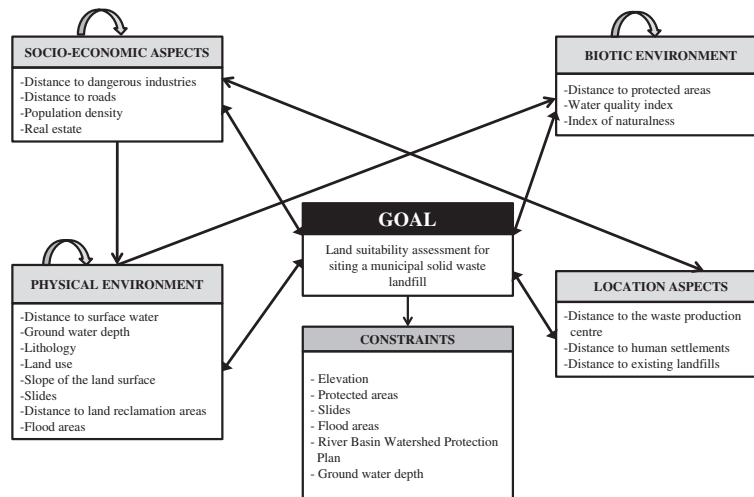 SOCIO-ECONOMIC ASPECTS
-Distance to dangerous industries
-Distance to roads
-Population density
-Real estate
BIOTIC ENVIRONMENT
-Distance to protected areas
-Water quality index
-Index of naturalness
GOAL
Land suitability assessment for
siting a municipal solid waste
landfill
PHYSICAL ENVIRONMENT
-Distance to surface water
-Ground water depth
-Lithology
-Land use
-Slope of the land surface
-Slides
-Distance to land reclamation areas
-Flood areas
LOCATION ASPECTS
-Distance to the waste production
centre
-Distance to human settlements
-Distance to existing landfills
CONSTRAINTS
- Elevation
- Protected areas
- Slides
- Flood areas
- River Basin Watershed Protection
Plan
- Ground water depth